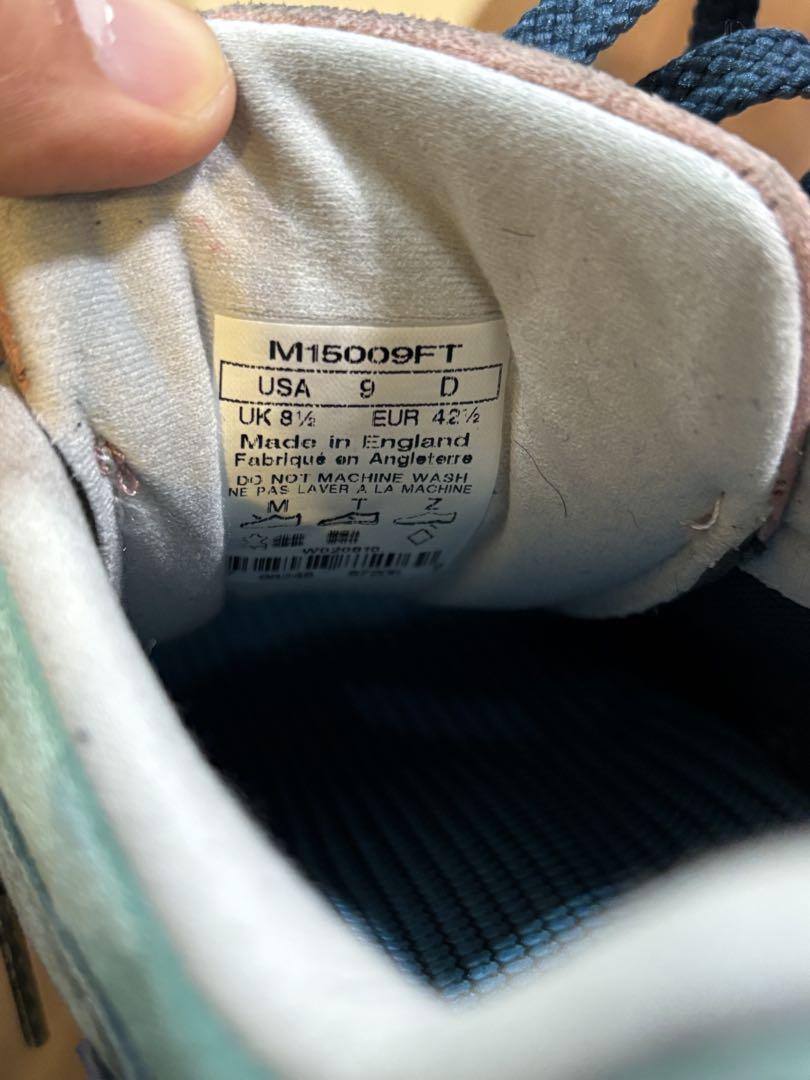 M15009FT
USA 9 D
UK 8½ EUR 42½
Made in England
Fabriqué en Angleterre
DO NOT MACHINE WASH
NE PAS LAVER A LA MACHINE
M T Z
W020810